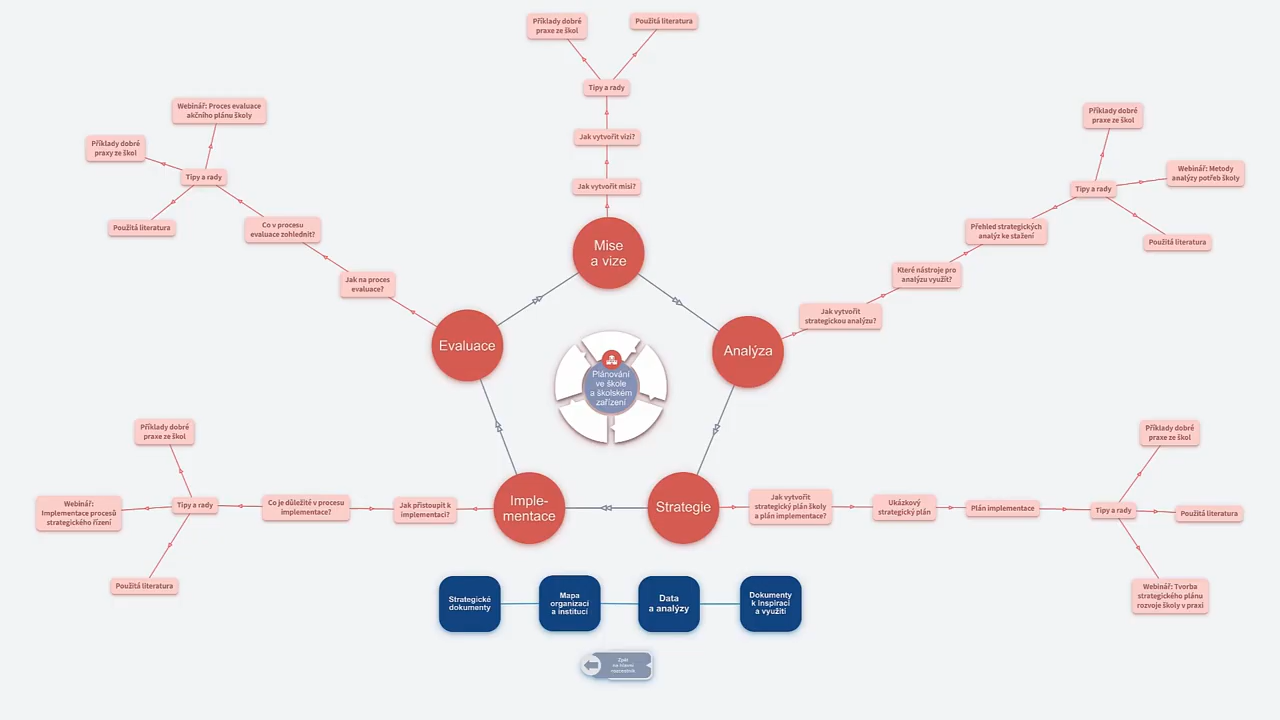 Příklady dobré
praxe ze škol
Použitá literatura
Tipy a rady
Jak vytvořit vizi?
Jak vytvořit misi?
Mise
a vize
Webinář: Proces evaluace
akčního plánu školy
Příklady dobré
praxy ze škol
Tipy a rady
Použitá literatura
Co v procesu
evaluace zohlednit?
Jak na proces
evaluace?
Evaluace
Příklady dobré
praxe ze škol
Webinář: Metody
analýzy potřeb školy
Tipy a rady
Použitá literatura
Přehled strategických
analýz ke stažení
Které nástroje pro
analýzu využít?
Jak vytvořit
strategickou analýzu?
Analýza
Plánování
ve škole
a školském
zařízení
Příklady dobré
praxe ze škol
Webinář:
Implementace procesů
strategického řízení
Tipy a rady
Použitá literatura
Co je důležité v procesu
implementace?
Jak přistoupit k
implementaci?
Imple-
mentace
Strategie
Jak vytvořit
strategický plán školy
a plán implementace?
Ukázkový
strategický plán
Plán implementace
Tipy a rady
Příklady dobré
praxe ze škol
Použitá literatura
Webinář: Tvorba
strategického plánu
rozvoje školy v praxi
Strategické
dokumenty
Mapa
organizací
a institucí
Data
a analýzy
Dokumenty
k inspiraci
a využití
Zpět
na hlavní
rozcestník